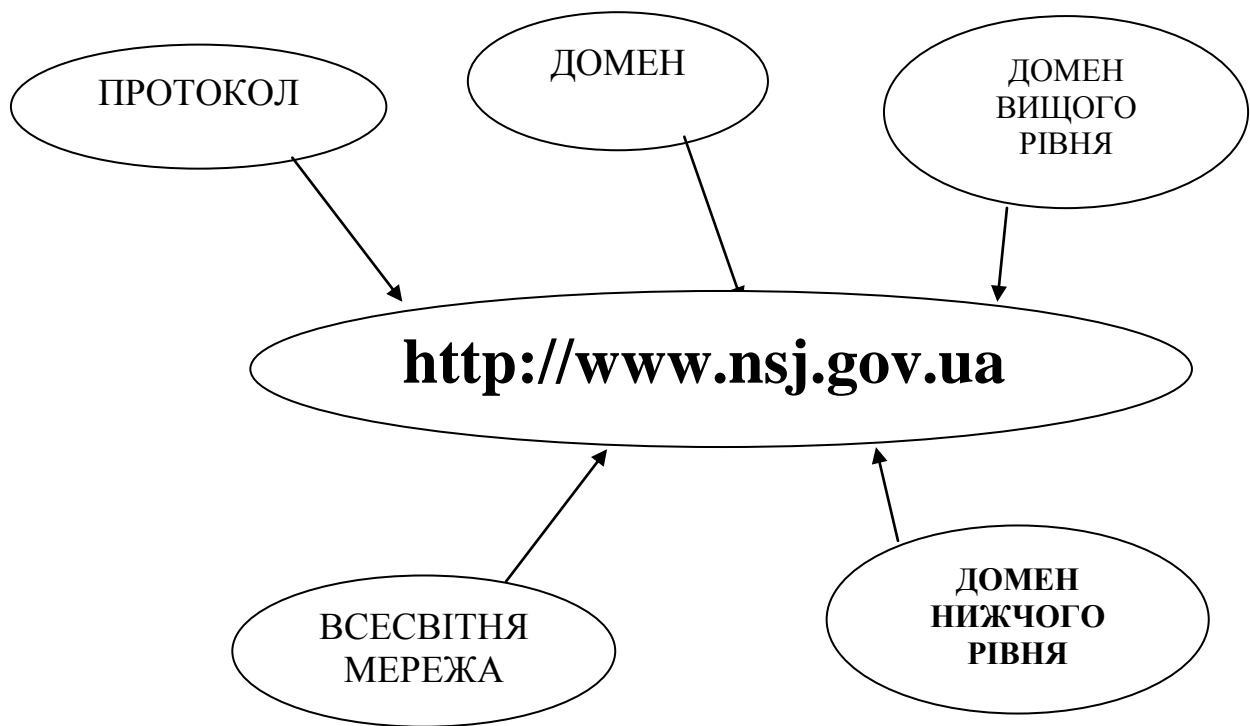 ПРОТОКОЛ
ДОМЕН
ДОМЕН
ВИЩОГО
РІВНЯ
http://www.nsj.gov.ua
ВСЕСВІТНЯ
МЕРЕЖА
ДОМЕН
НИЖЧОГО
РІВНЯ